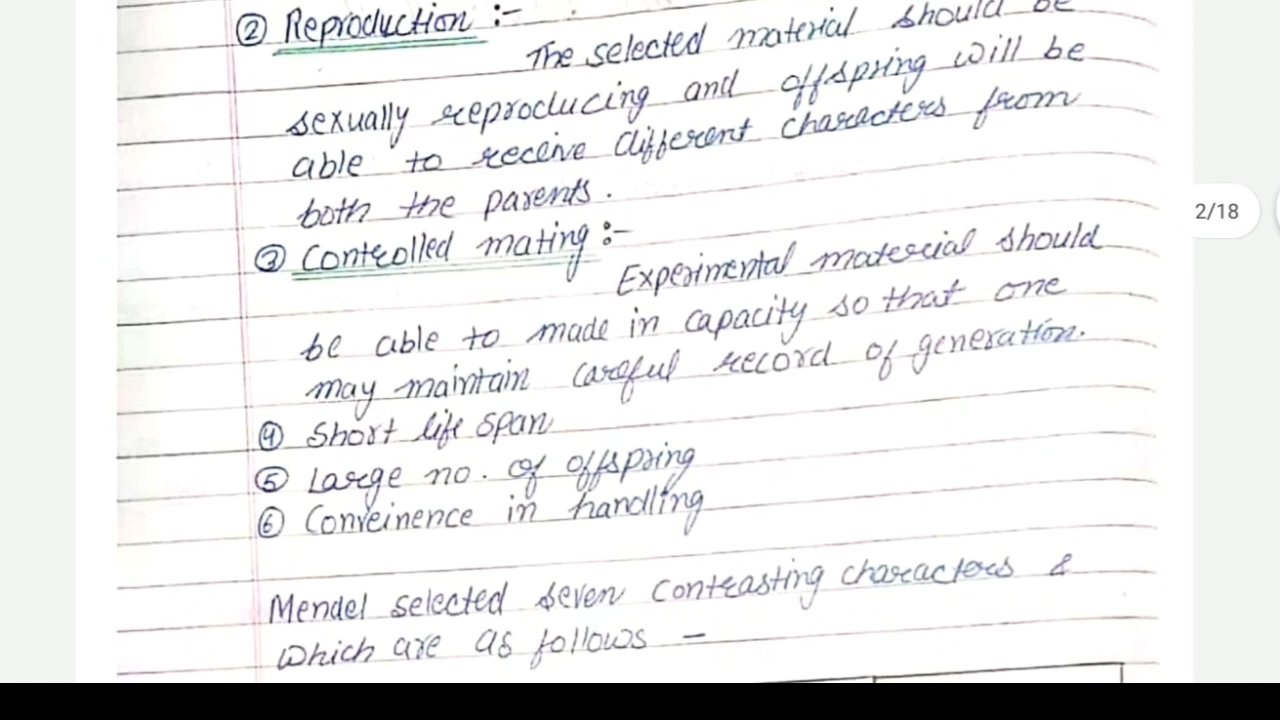 ② Reproduction :-
The selected material should be
sexually reproducing and offspring will be
able to receive different characters from
both the parents.
③ Controlled mating :-
Experimental material should
be able to made in capacity so that one
may maintain careful record of generation.
④ Short life span
⑤ Large no. of offspring
⑥ Conveinence in handling
Mendel selected seven contrasting characters &
which are as follows -
2/18